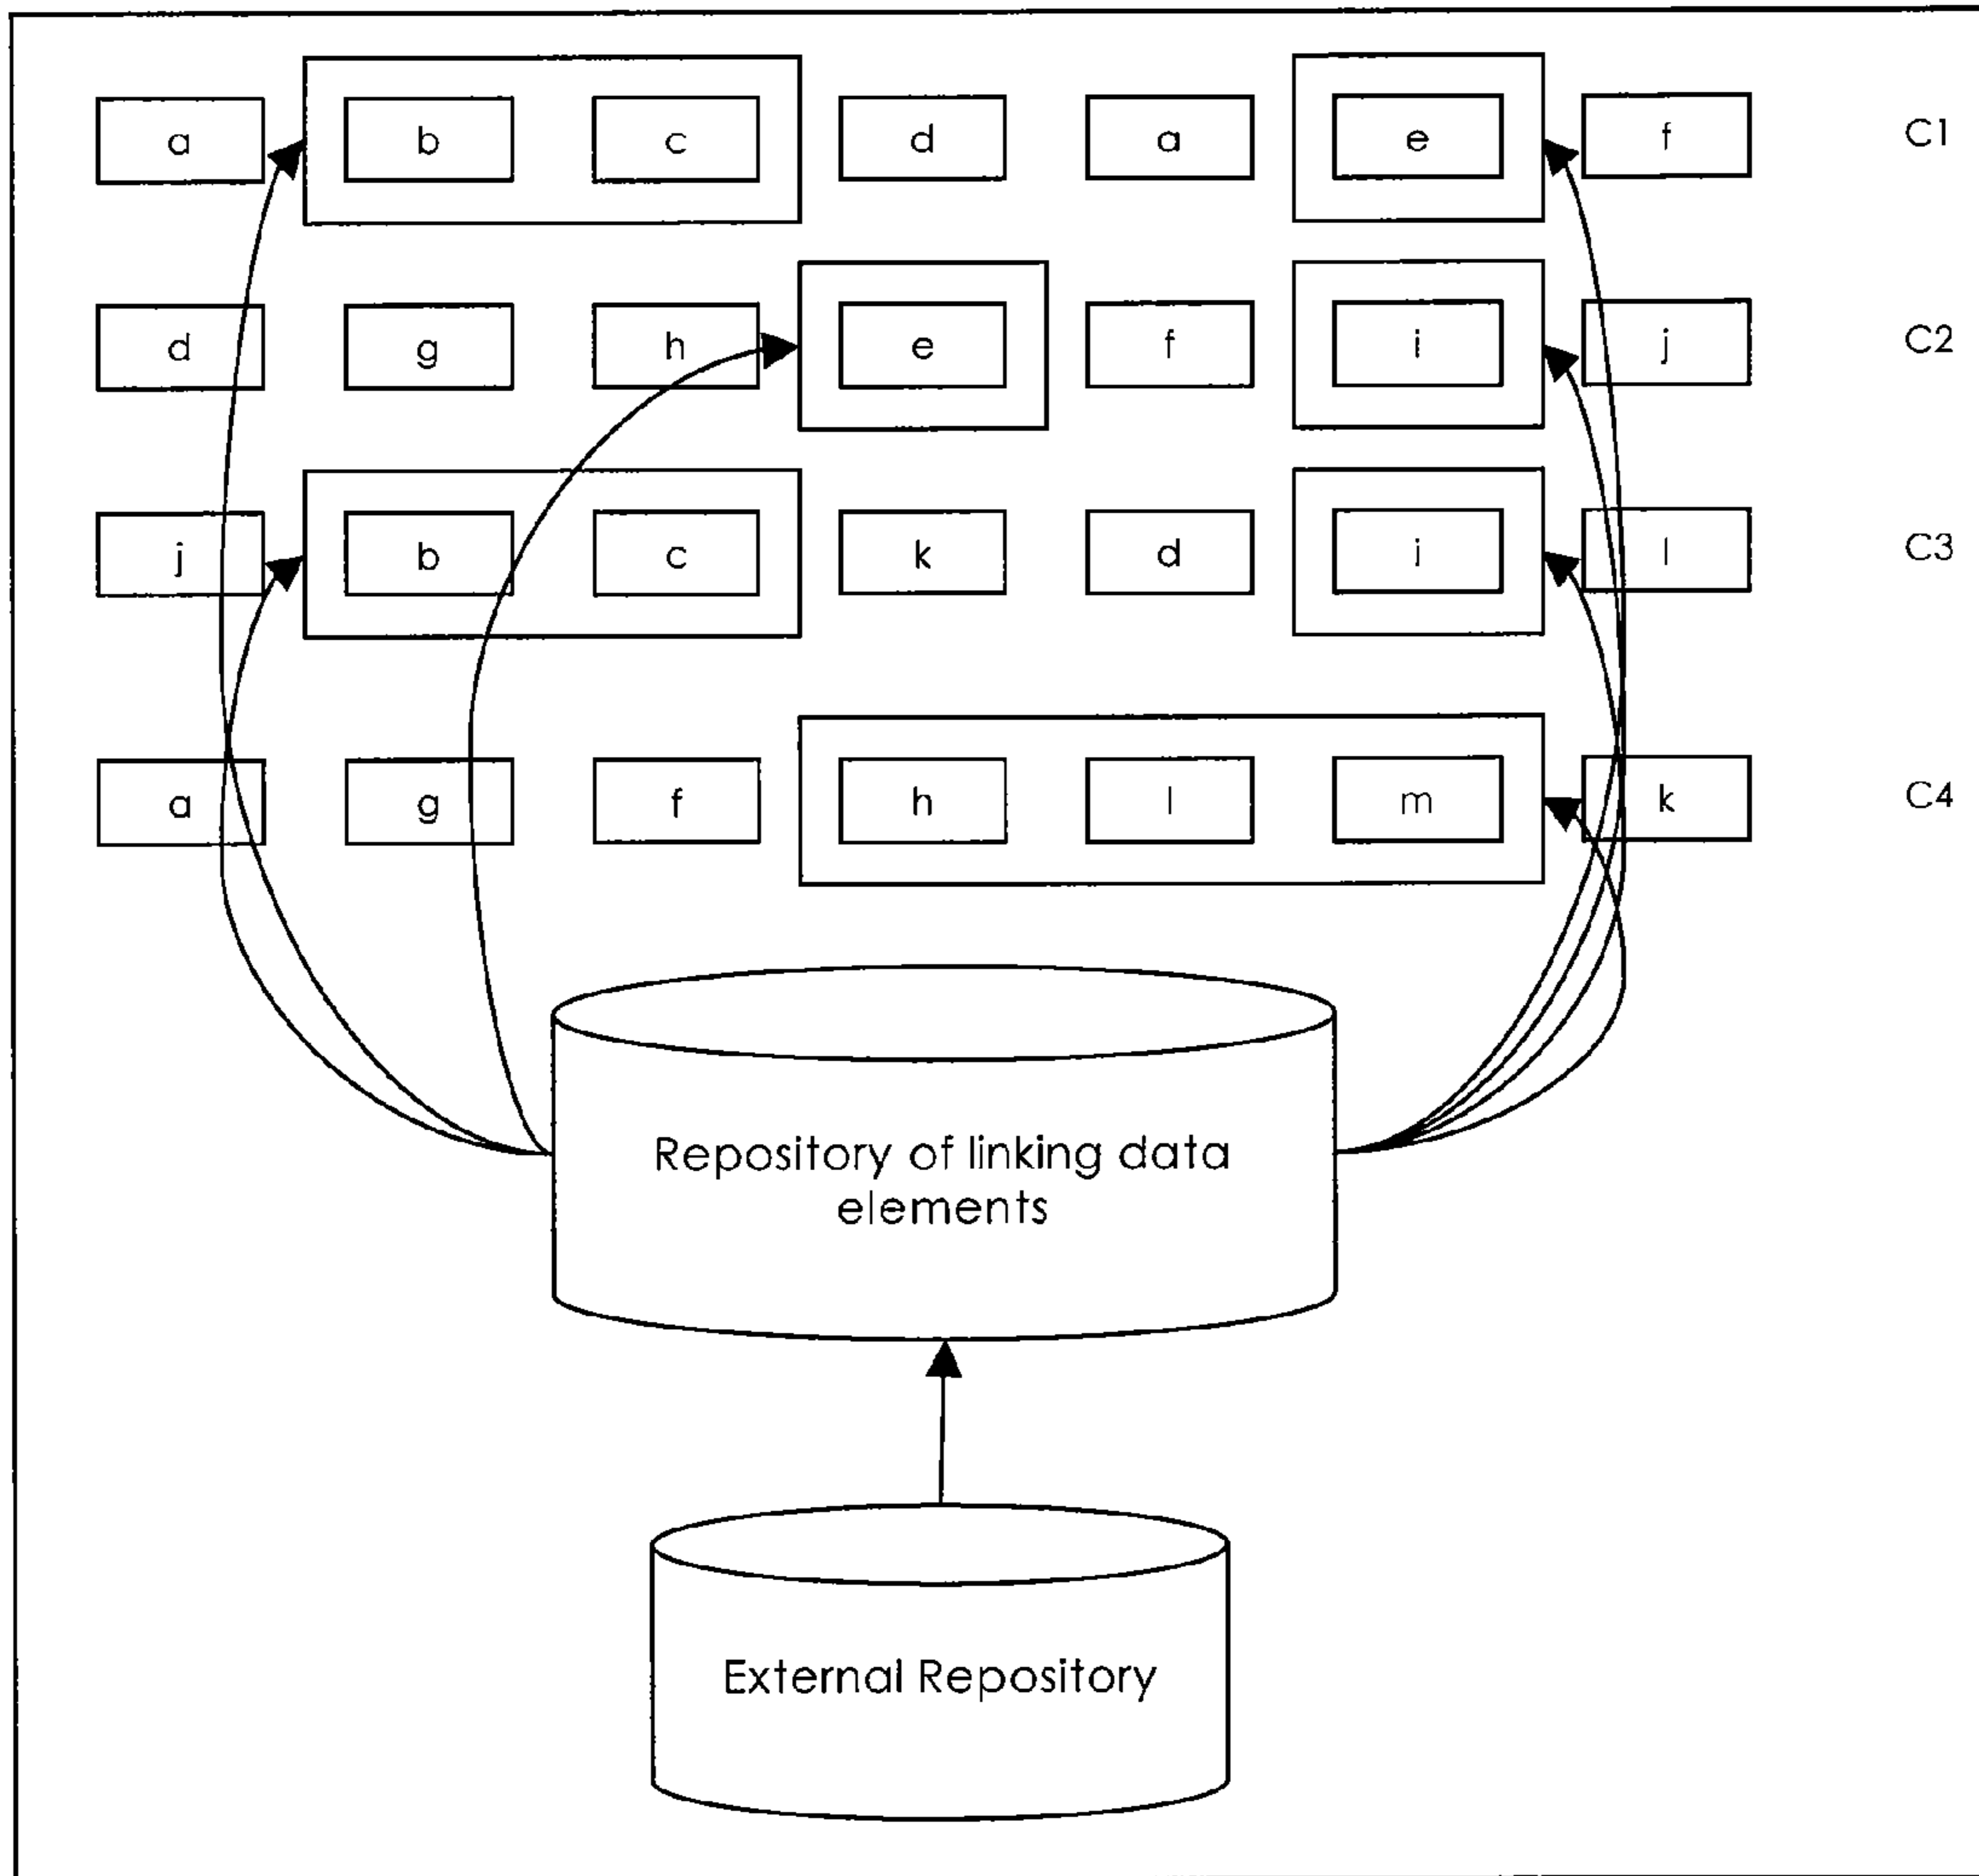 a b c d a e f C1
d g h e f i j C2
j b c k d i l C3
a g f h l m k C4
Repository of linking data
elements
External Repository